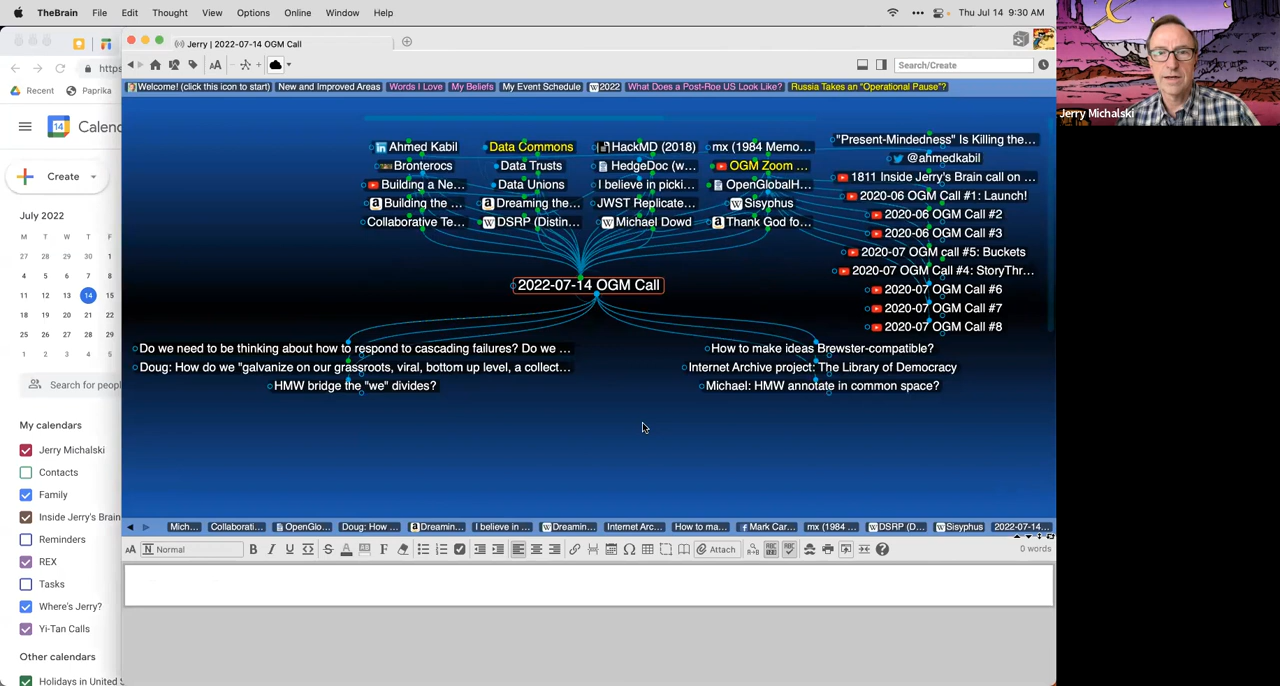 TheBrain File Edit Thought View Options Online Window Help
Thu Jul 14 9:30 AM
Jerry | 2022-07-14 OGM Call
https
Recent Paprika
AA
Search/Create
Welcome! (click this icon to start) New and Improved Areas Words I Love My Beliefs My Event Schedule 2022 What Does a Post-Roe US Look Like? Russia Takes an "Operational Pause"?
14 Calend
Create
July 2022
M T W T F S S
27 28 29 30 1
4 5 6 7 8
11 12 13 14 15
18 19 20 21 22
25 26 27 28 29
1 2 3 4 5
Search for peopl
My calendars
Jerry Michalski
Contacts
Family
Inside Jerry's Brain
Reminders
REX
Tasks
Where's Jerry?
Yi-Tan Calls
Other calendars
Holidays in United S
Ahmed Kabil
Bronterocs
Building a Ne...
Building the ...
Collaborative Te...
Data Commons
Data Trusts
Data Unions
Dreaming the...
DSRP (Distin...
HackMD (2018)
HedgeDoc (w...
I believe in picki...
JWST Replicate...
Michael Dowd
mx (1984 Memo...
OGM Zoom ...
OpenGlobalH...
Sisyphus
Thank God fo...
"Present-Mindedness" Is Killing the...
@ahmedkabil
1811 Inside Jerry's Brain call on ...
2020-06 OGM Call #1: Launch!
2020-06 OGM Call #2
2020-06 OGM Call #3
2020-07 OGM call #5: Buckets
2020-07 OGM Call #4: StoryThr...
2020-07 OGM Call #6
2020-07 OGM Call #7
2020-07 OGM Call #8
2022-07-14 OGM Call
Do we need to be thinking about how to respond to cascading failures? Do we ...
Doug: How do we "galvanize on our grassroots, viral, bottom up level, a collect...
HMW bridge the "we" divides?
How to make ideas Brewster-compatible?
Internet Archive project: The Library of Democracy
Michael: HMW annotate in common space?
Mich... Collaborati... OpenGlo... Doug: How ... Dreamin... I believe in ... Dreamin... Internet Arc... How to ma... Mark Car... mx (1984 ... DSRP (D... Sisyphus 2022-07-14...
AA N Normal B I U S A F Attach
0 words
Jerry Michalski